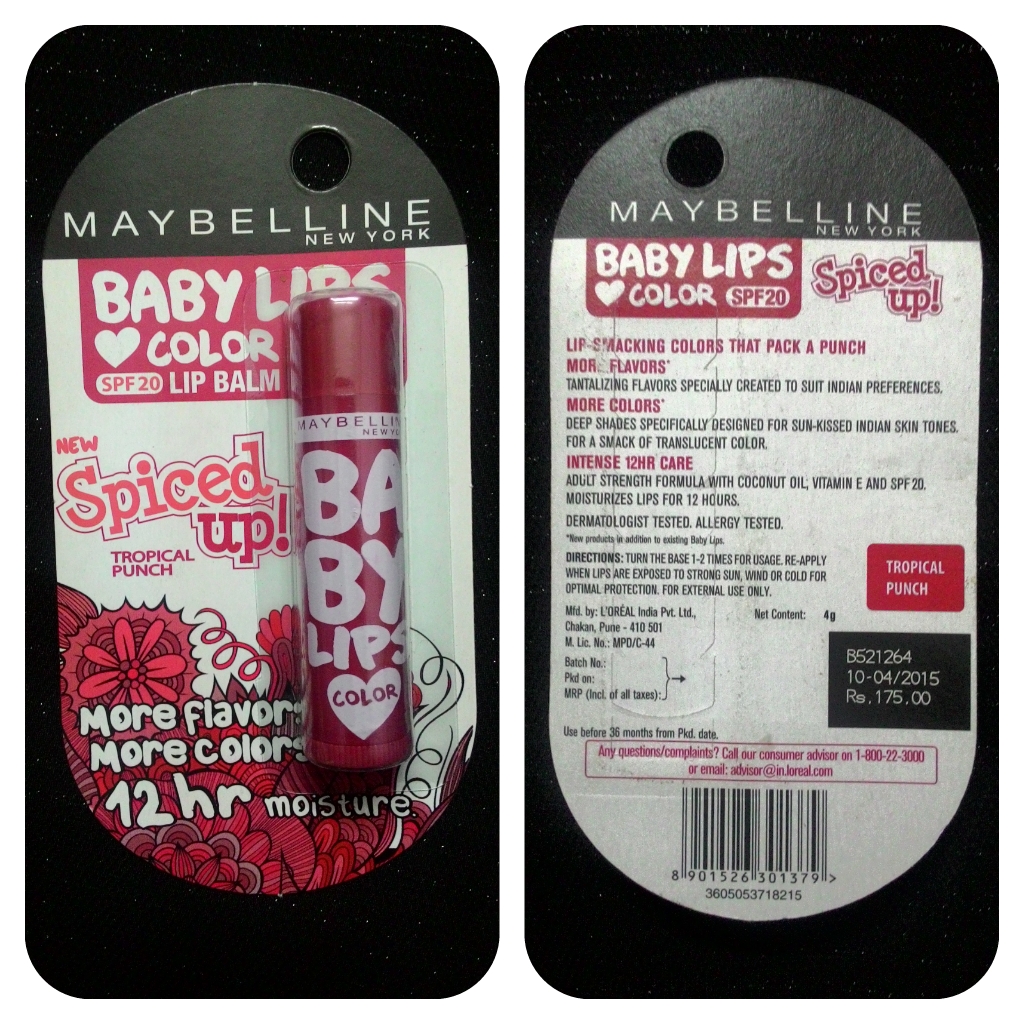 MAYBELLINE
NEW YORK
BABY LIPS
COLOR
SPF 20 LIP BALM
NEW
Spiced
up!
TROPICAL
PUNCH
More flavors
More colors
12hr moisture.
MAYBELLIN
NEW YO
BA
BY
LIPS
COLOR
MAYBELLINE
NEW YORK
BABY LIPS
COLOR SPF20
Spiced
up!
LIP-SMACKING COLORS THAT PACK A PUNCH
MORE FLAVORS*
TANTALIZING FLAVORS SPECIALLY CREATED TO SUIT INDIAN PREFERENCES.
MORE COLORS*
DEEP SHADES SPECIFICALLY DESIGNED FOR SUN-KISSED INDIAN SKIN TONES.
FOR A SMACK OF TRANSLUCENT COLOR.
INTENSE 12HR CARE
ADULT STRENGTH FORMULA WITH COCONUT OIL, VITAMIN E AND SPF 20.
MOISTURIZES LIPS FOR 12 HOURS.
DERMATOLOGIST TESTED. ALLERGY TESTED.
*New products in addition to existing Baby Lips.
DIRECTIONS: TURN THE BASE 1-2 TIMES FOR USAGE. RE-APPLY
WHEN LIPS ARE EXPOSED TO STRONG SUN, WIND OR COLD FOR
OPTIMAL PROTECTION. FOR EXTERNAL USE ONLY.
TROPICAL
PUNCH
Mfd. by: L'ORÉAL India Pvt. Ltd., Net Content: 4g
Chakan, Pune - 410 501
M. Lic. No.: MPD/C-44
Batch No.:
Pkd on:
MRP (Incl. of all taxes):
B521264
10-04/2015
Rs.175.00
Use before 36 months from Pkd. date.
Any questions/complaints? Call our consumer advisor on 1-800-22-3000
or email: advisor@in.loreal.com
8 901526 301379 >
3605053718215